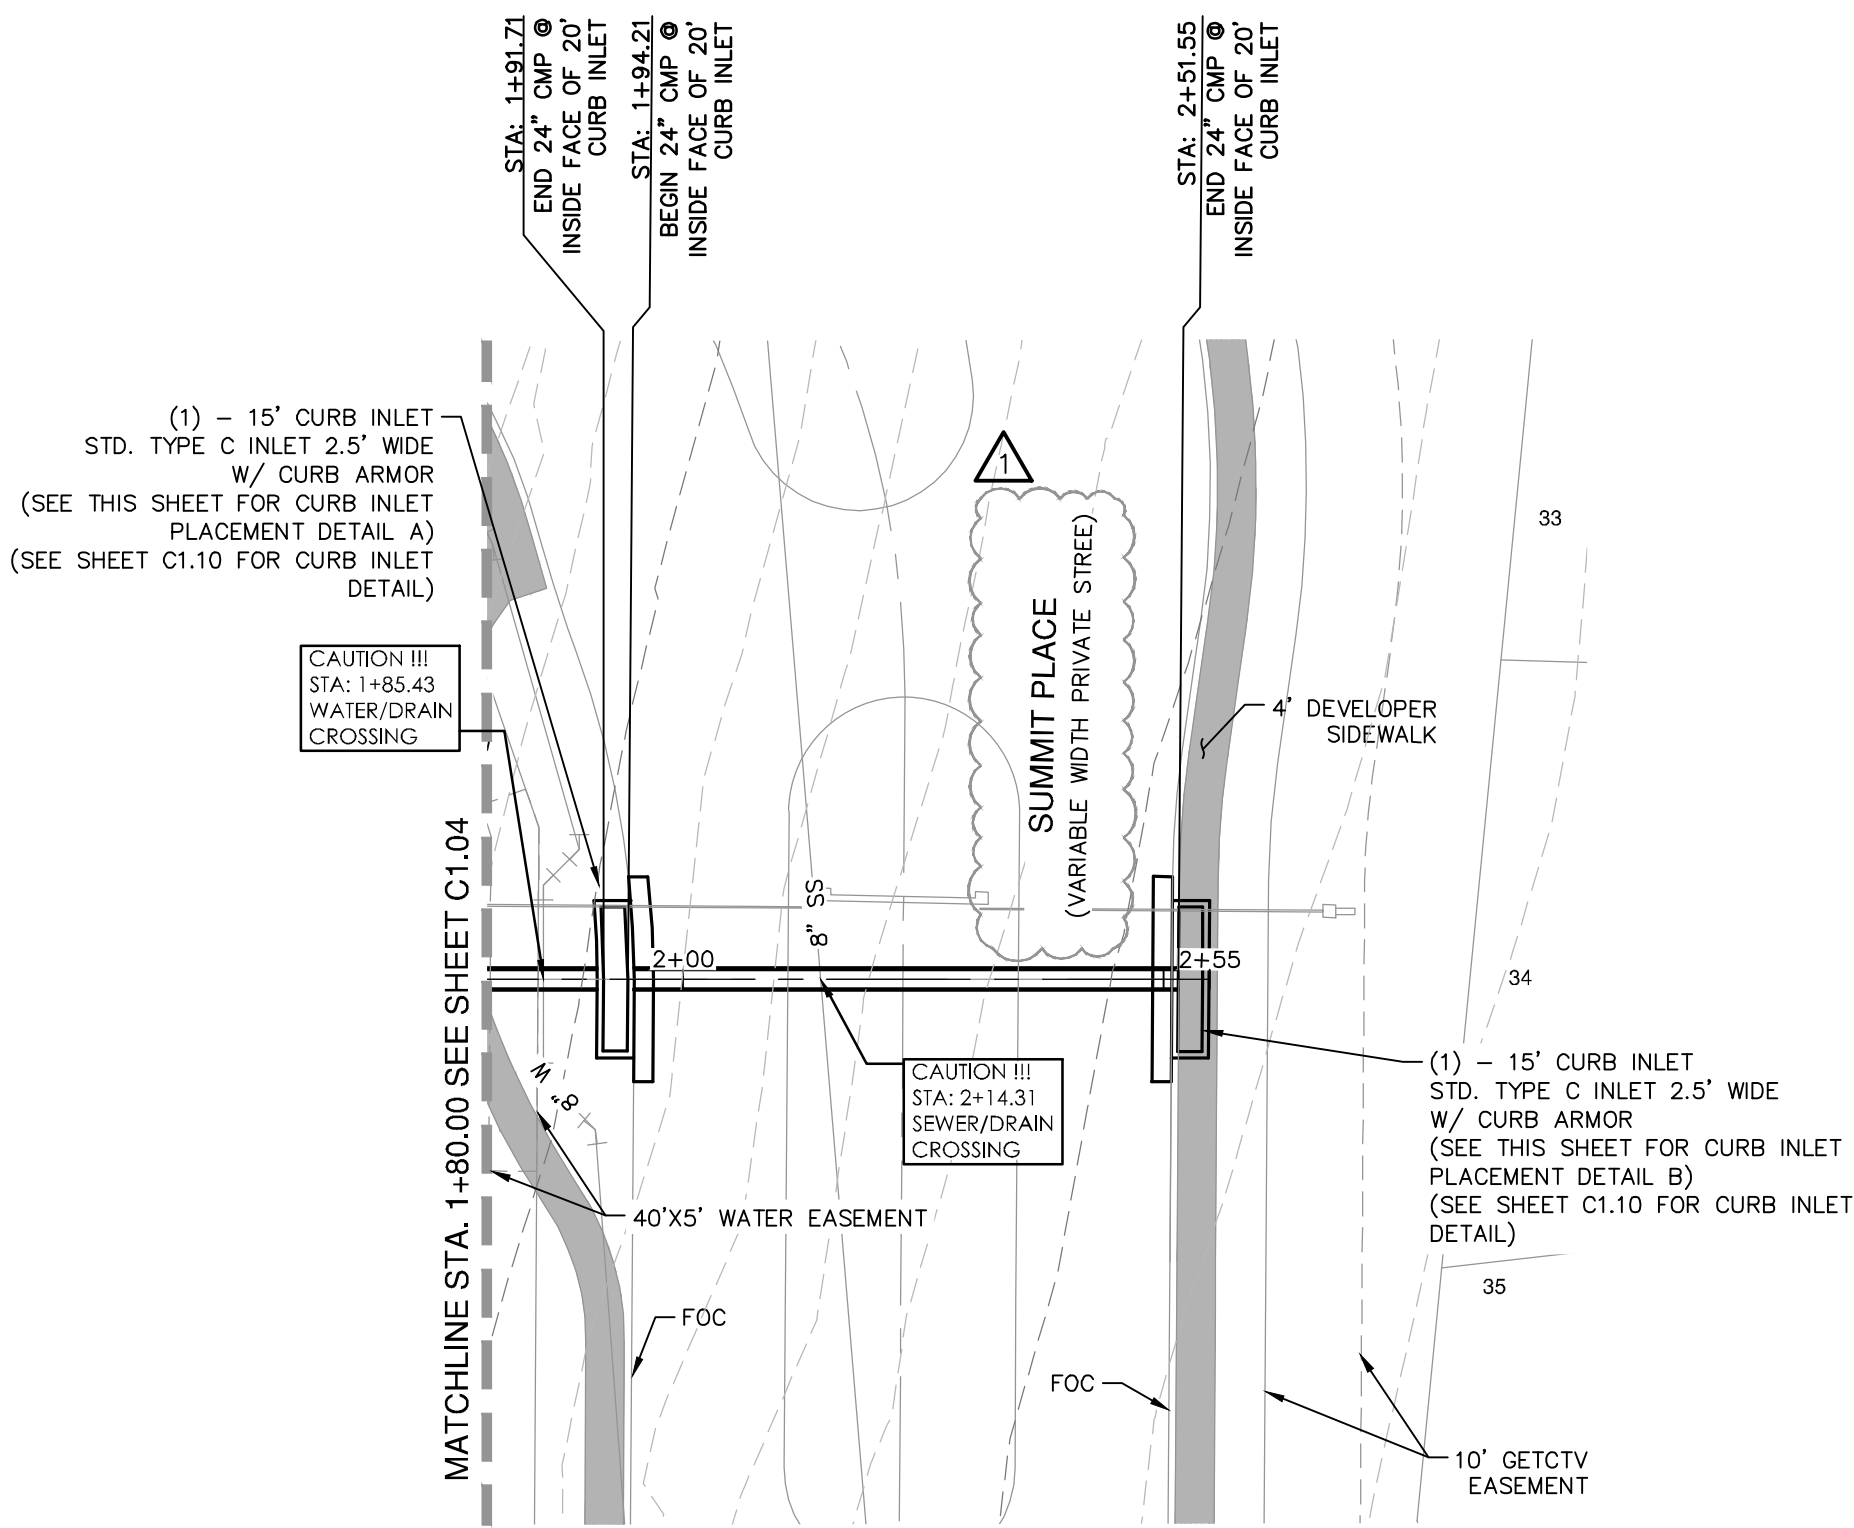 STA: 1+91.71
END 24" CMP @
INSIDE FACE OF 20'
CURB INLET
STA: 1+94.21
BEGIN 24" CMP @
INSIDE FACE OF 20'
CURB INLET
STA: 2+51.55
END 24" CMP @
INSIDE FACE OF 20'
CURB INLET
(1) – 15' CURB INLET
STD. TYPE C INLET 2.5' WIDE
W/ CURB ARMOR
(SEE THIS SHEET FOR CURB INLET
PLACEMENT DETAIL A)
(SEE SHEET C1.10 FOR CURB INLET
DETAIL)
CAUTION !!!
STA: 1+85.43
WATER/DRAIN
CROSSING
MATCHLINE STA. 1+80.00 SEE SHEET C1.04
1
SUMMIT PLACE
(VARIABLE WIDTH PRIVATE STREE)
33
4' DEVELOPER
SIDEWALK
8" SS
2+00
2+55
34
8" W
CAUTION !!!
STA: 2+14.31
SEWER/DRAIN
CROSSING
(1) – 15' CURB INLET
STD. TYPE C INLET 2.5' WIDE
W/ CURB ARMOR
(SEE THIS SHEET FOR CURB INLET
PLACEMENT DETAIL B)
(SEE SHEET C1.10 FOR CURB INLET
DETAIL)
40'X5' WATER EASEMENT
35
FOC
FOC
10' GETCTV
EASEMENT